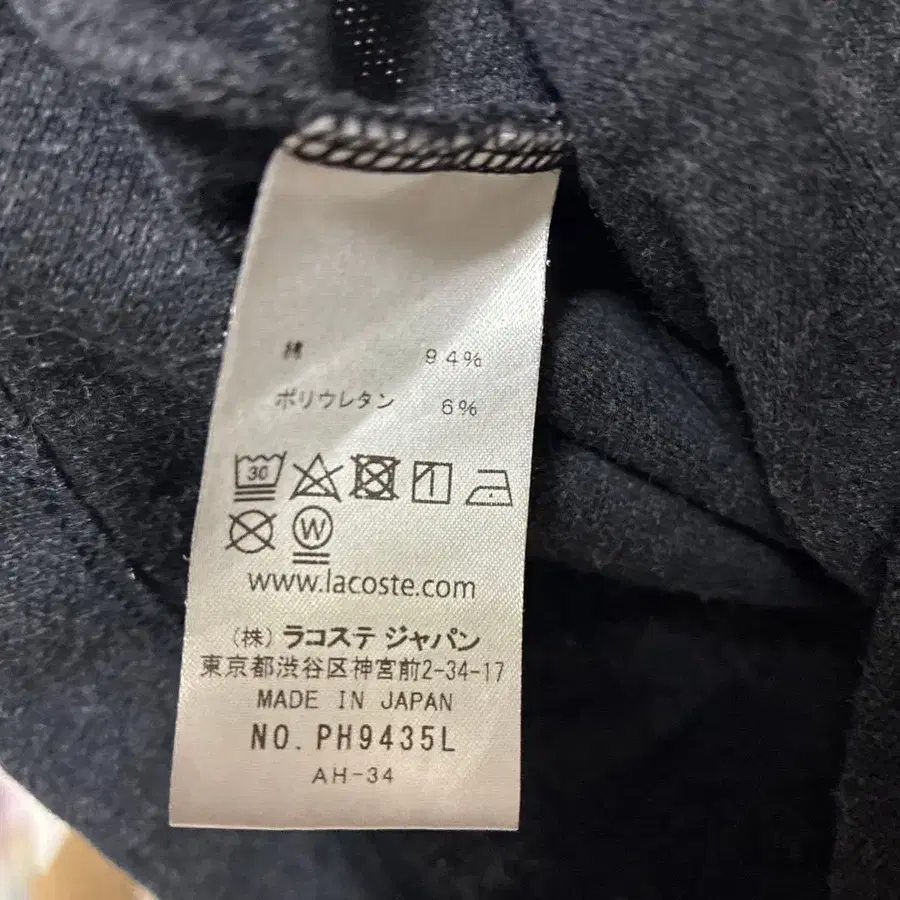 綿 94%
ポリウレタン 6%
30
W
www.lacoste.com
(株) ラコステ ジャパン
東京都渋谷区神宮前2-34-17
MADE IN JAPAN
NO. PH9435L
AH-34